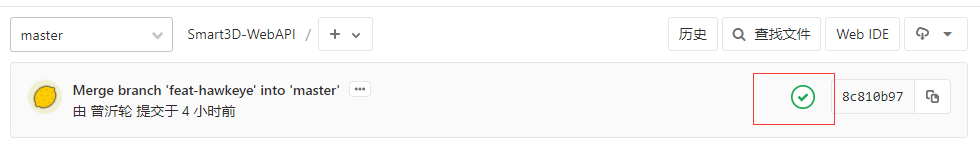 master Smart3D-WebAPI / + 历史 查找文件 Web IDE
Merge branch 'feat-hawkeye' into 'master' ••• 8c810b97
由 曾沂轮 提交于 4 小时前